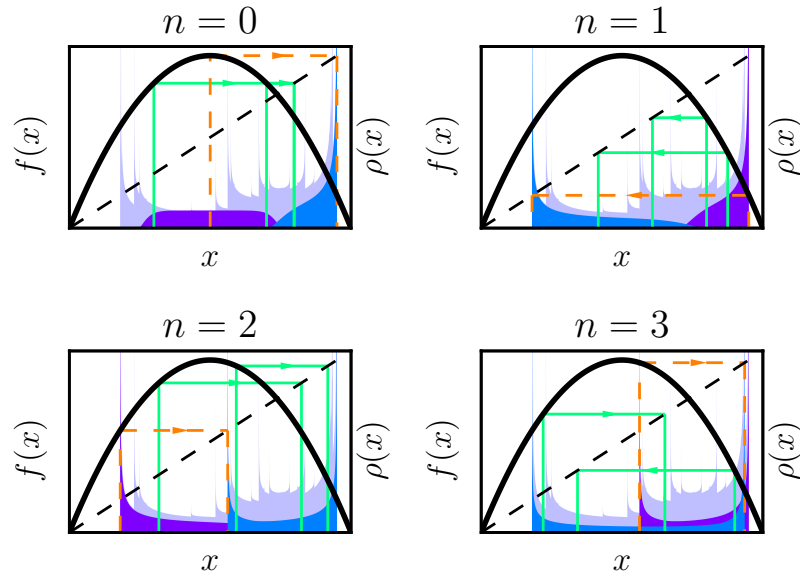 n = 0
n = 1
f(x)
ρ(x)
f(x)
ρ(x)
x
x
n = 2
n = 3
f(x)
ρ(x)
f(x)
ρ(x)
x
x